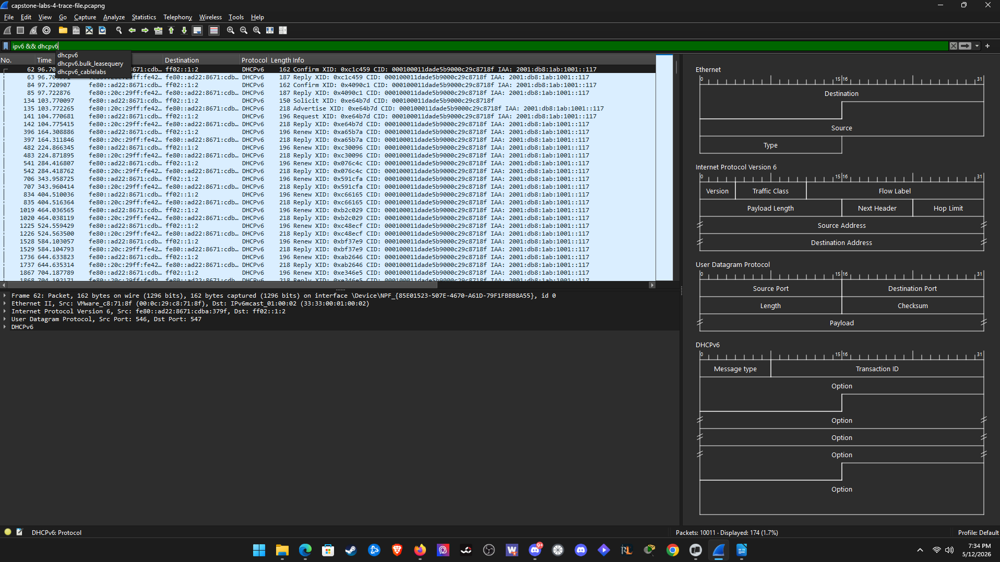 capstone-labs-4-trace-file.pcapng
File Edit View Go Capture Analyze Statistics Telephony Wireless Tools Help
ipv6 && dhcpv6
dhcpv6
dhcpv6.bulk_leasequery
dhcpv6_cablelabs
No. Time Destination Protocol Length Info
62 96.70 :8671:cdb… ff02::1:2 DHCPv6 162 Confirm XID: 0xc1c459 CID: 000100011dade5b9000c29c8718f IAA: 2001:db8:1ab:1001::117
63 96. ff:fe42… fe80::ad22:8671:cdb… DHCPv6 187 Reply XID: 0xc1c459 CID: 000100011dade5b9000c29c8718f IAA: 2001:db8:1ab:1001::117
84 97.720907 fe80::ad22:8671:cdb… ff02::1:2 DHCPv6 162 Confirm XID: 0x4090c1 CID: 000100011dade5b9000c29c8718f IAA: 2001:db8:1ab:1001::117
85 97.722876 fe80::20c:29ff:fe42… fe80::ad22:8671:cdb… DHCPv6 187 Reply XID: 0x4090c1 CID: 000100011dade5b9000c29c8718f IAA: 2001:db8:1ab:1001::117
134 103.770097 fe80::ad22:8671:cdb… ff02::1:2 DHCPv6 150 Solicit XID: 0xe64b7d CID: 000100011dade5b9000c29c8718f
135 103.772265 fe80::20c:29ff:fe42… fe80::ad22:8671:cdb… DHCPv6 218 Advertise XID: 0xe64b7d CID: 000100011dade5b9000c29c8718f IAA: 2001:db8:1ab:1001::117
141 104.770681 fe80::ad22:8671:cdb… ff02::1:2 DHCPv6 196 Request XID: 0xe64b7d CID: 000100011dade5b9000c29c8718f IAA: 2001:db8:1ab:1001::117
142 104.775415 fe80::20c:29ff:fe42… fe80::ad22:8671:cdb… DHCPv6 218 Reply XID: 0xe64b7d CID: 000100011dade5b9000c29c8718f IAA: 2001:db8:1ab:1001::117
396 164.308886 fe80::ad22:8671:cdb… ff02::1:2 DHCPv6 196 Renew XID: 0xa65b7a CID: 000100011dade5b9000c29c8718f IAA: 2001:db8:1ab:1001::117
397 164.311846 fe80::20c:29ff:fe42… fe80::ad22:8671:cdb… DHCPv6 218 Reply XID: 0xa65b7a CID: 000100011dade5b9000c29c8718f IAA: 2001:db8:1ab:1001::117
482 224.866345 fe80::ad22:8671:cdb… ff02::1:2 DHCPv6 196 Renew XID: 0xc30096 CID: 000100011dade5b9000c29c8718f IAA: 2001:db8:1ab:1001::117
483 224.871895 fe80::20c:29ff:fe42… fe80::ad22:8671:cdb… DHCPv6 218 Reply XID: 0xc30096 CID: 000100011dade5b9000c29c8718f IAA: 2001:db8:1ab:1001::117
541 284.416807 fe80::ad22:8671:cdb… ff02::1:2 DHCPv6 196 Renew XID: 0x076c4c CID: 000100011dade5b9000c29c8718f IAA: 2001:db8:1ab:1001::117
542 284.418762 fe80::20c:29ff:fe42… fe80::ad22:8671:cdb… DHCPv6 218 Reply XID: 0x076c4c CID: 000100011dade5b9000c29c8718f IAA: 2001:db8:1ab:1001::117
706 343.958725 fe80::ad22:8671:cdb… ff02::1:2 DHCPv6 196 Renew XID: 0x591cfa CID: 000100011dade5b9000c29c8718f IAA: 2001:db8:1ab:1001::117
707 343.960414 fe80::20c:29ff:fe42… fe80::ad22:8671:cdb… DHCPv6 218 Reply XID: 0x591cfa CID: 000100011dade5b9000c29c8718f IAA: 2001:db8:1ab:1001::117
834 404.510036 fe80::ad22:8671:cdb… ff02::1:2 DHCPv6 196 Renew XID: 0xc66165 CID: 000100011dade5b9000c29c8718f IAA: 2001:db8:1ab:1001::117
835 404.516364 fe80::20c:29ff:fe42… fe80::ad22:8671:cdb… DHCPv6 218 Reply XID: 0xc66165 CID: 000100011dade5b9000c29c8718f IAA: 2001:db8:1ab:1001::117
1019 464.036565 fe80::ad22:8671:cdb… ff02::1:2 DHCPv6 196 Renew XID: 0xb2c029 CID: 000100011dade5b9000c29c8718f IAA: 2001:db8:1ab:1001::117
1020 464.038119 fe80::20c:29ff:fe42… fe80::ad22:8671:cdb… DHCPv6 218 Reply XID: 0xb2c029 CID: 000100011dade5b9000c29c8718f IAA: 2001:db8:1ab:1001::117
1225 524.559429 fe80::ad22:8671:cdb… ff02::1:2 DHCPv6 196 Renew XID: 0xc48ecf CID: 000100011dade5b9000c29c8718f IAA: 2001:db8:1ab:1001::117
1226 524.563500 fe80::20c:29ff:fe42… fe80::ad22:8671:cdb… DHCPv6 218 Reply XID: 0xc48ecf CID: 000100011dade5b9000c29c8718f IAA: 2001:db8:1ab:1001::117
1528 584.103057 fe80::ad22:8671:cdb… ff02::1:2 DHCPv6 196 Renew XID: 0xbf37e9 CID: 000100011dade5b9000c29c8718f IAA: 2001:db8:1ab:1001::117
1529 584.104793 fe80::20c:29ff:fe42… fe80::ad22:8671:cdb… DHCPv6 218 Reply XID: 0xbf37e9 CID: 000100011dade5b9000c29c8718f IAA: 2001:db8:1ab:1001::117
1736 644.633823 fe80::ad22:8671:cdb… ff02::1:2 DHCPv6 196 Renew XID: 0xab2646 CID: 000100011dade5b9000c29c8718f IAA: 2001:db8:1ab:1001::117
1737 644.635314 fe80::20c:29ff:fe42… fe80::ad22:8671:cdb… DHCPv6 218 Reply XID: 0xab2646 CID: 000100011dade5b9000c29c8718f IAA: 2001:db8:1ab:1001::117
1867 704.187789 fe80::ad22:8671:cdb… ff02::1:2 DHCPv6 196 Renew XID: 0xe346e5 CID: 000100011dade5b9000c29c8718f IAA: 2001:db8:1ab:1001::117
1868 704.192171 fe80::20c:29ff:fe42… fe80::ad22:8671:cdb… DHCPv6 218 Reply XID: 0xe346e5 CID: 000100011dade5b9000c29c8718f IAA: 2001:db8:1ab:1001::117
Frame 62: Packet, 162 bytes on wire (1296 bits), 162 bytes captured (1296 bits) on interface \Device\NPF_{85E01523-507E-4670-A61D-79F1FBBB8A55}, id 0
Ethernet II, Src: VMware_c8:71:8f (00:0c:29:c8:71:8f), Dst: IPv6mcast_01:00:02 (33:33:00:01:00:02)
Internet Protocol Version 6, Src: fe80::ad22:8671:cdba:379f, Dst: ff02::1:2
User Datagram Protocol, Src Port: 546, Dst Port: 547
DHCPv6
Ethernet
0 15 16 31
Destination
Source
Type
Internet Protocol Version 6
0 15 16 31
Version Traffic Class Flow Label
Payload Length Next Header Hop Limit
Source Address
Destination Address
User Datagram Protocol
0 15 16 31
Source Port Destination Port
Length Checksum
Payload
DHCPv6
0 15 16 31
Message type Transaction ID
Option
Option
Option
Option
Option
DHCPv6: Protocol
Packets: 10011 · Displayed: 174 (1.7%)
Profile: Default
9+
7:34 PM
5/12/2026